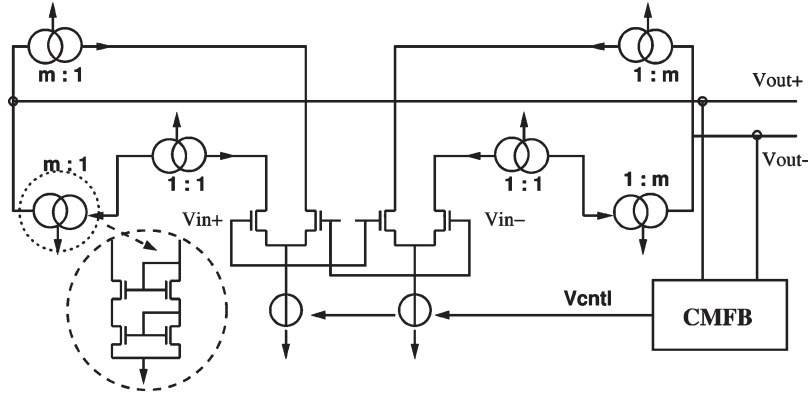 m : 1
1 : m
Vout+
m : 1
1 : 1
1 : 1
1 : m
Vout-
Vin+
Vin−
Vcntl
CMFB